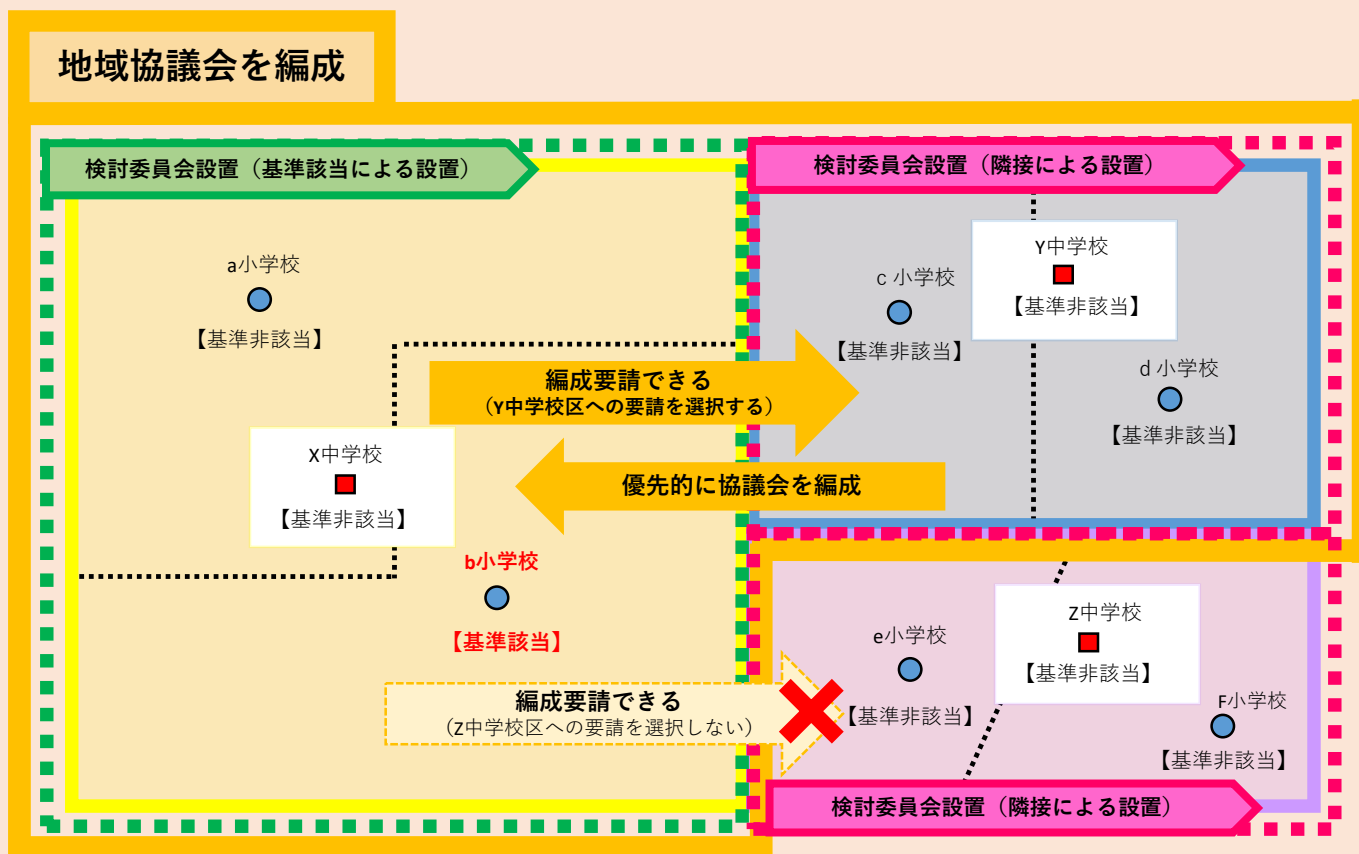 地域協議会を編成
検討委員会設置（基準該当による設置）
検討委員会設置（隣接による設置）
a小学校
【基準非該当】
c 小学校
【基準非該当】
Y中学校
【基準非該当】
d 小学校
【基準非該当】
編成要請できる
（Y中学校区への要請を選択する）
優先的に協議会を編成
X中学校
【基準非該当】
b小学校
【基準該当】
編成要請できる
（Z中学校区への要請を選択しない）
e小学校
【基準非該当】
Z中学校
【基準非該当】
F小学校
【基準非該当】
検討委員会設置（隣接による設置）